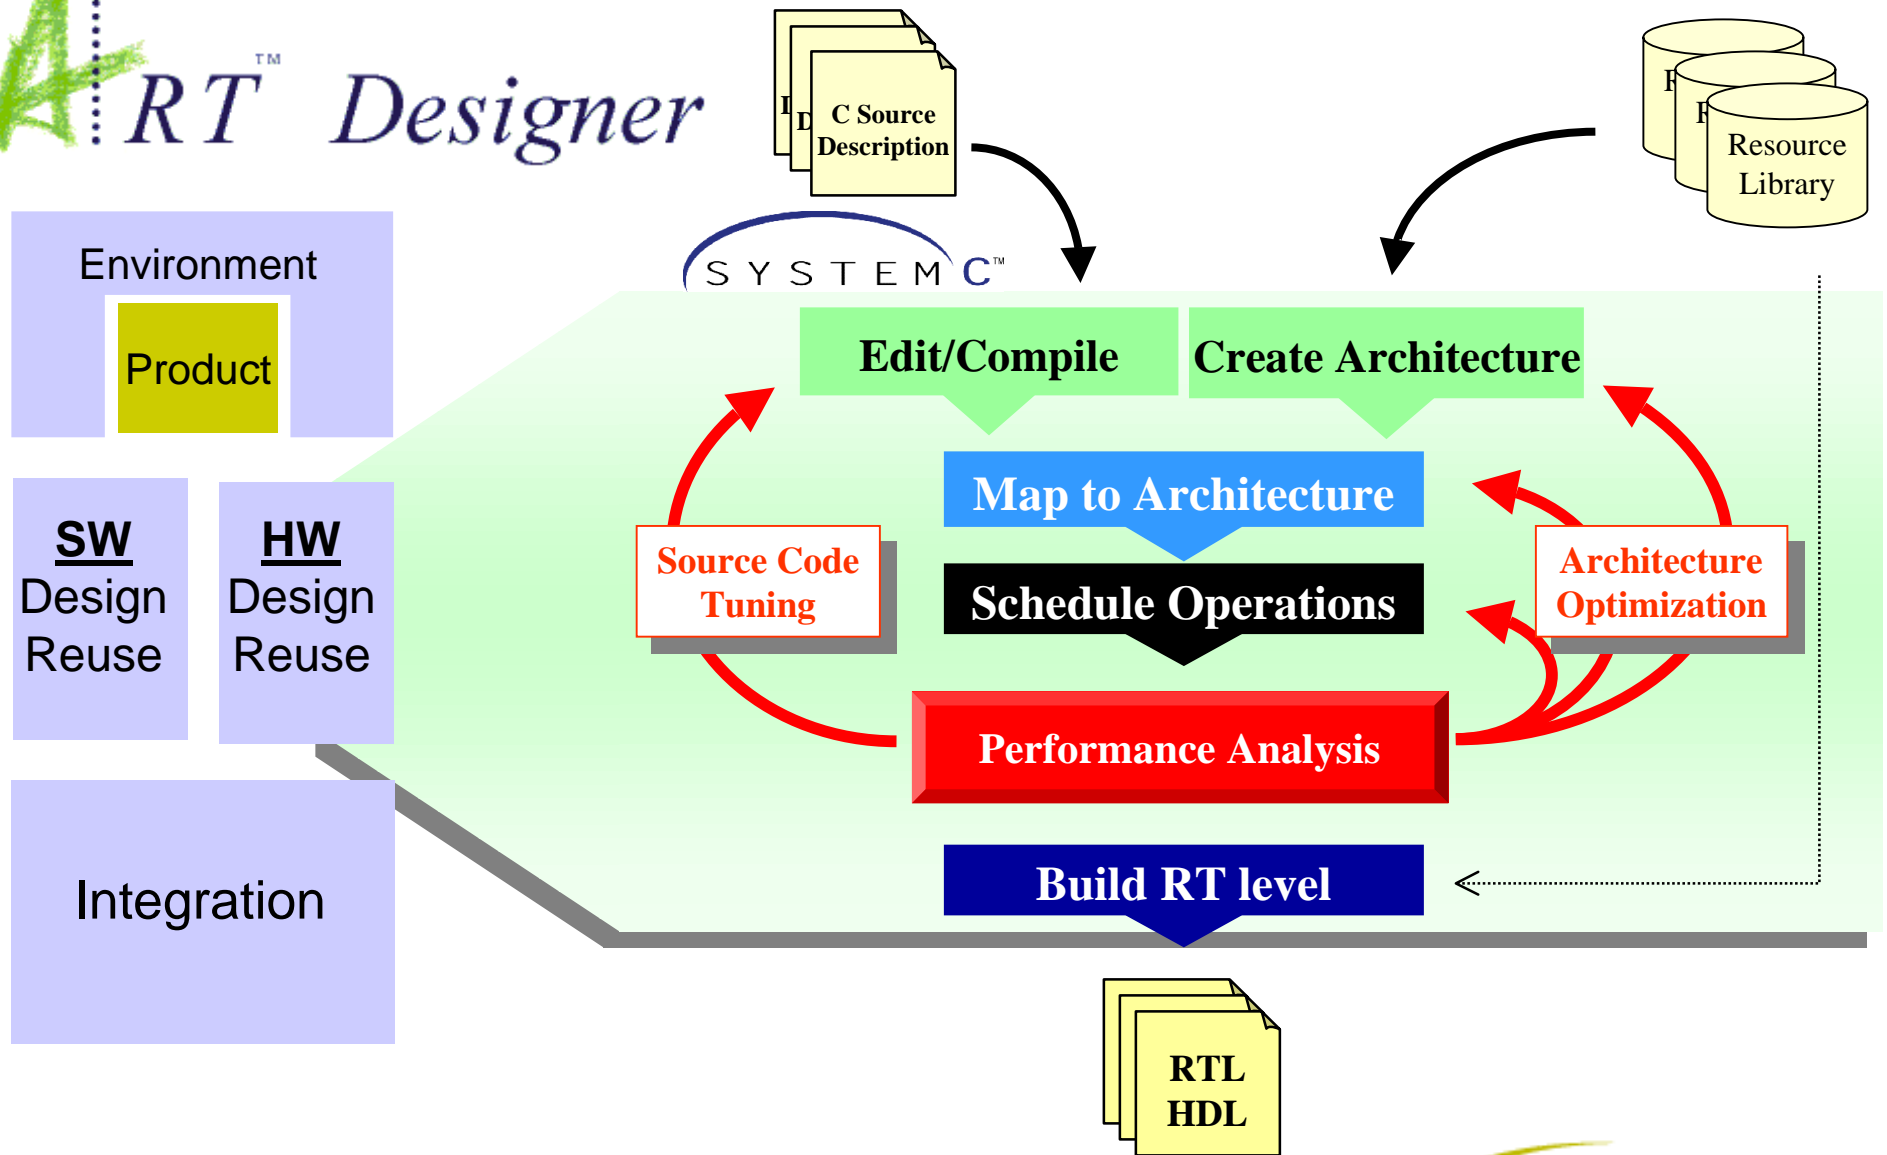 ART™ Designer
C Source
Description
Resource
Library
SYSTEM C™
Environment
Product
Edit/Compile
Create Architecture
Map to Architecture
SW
Design
Reuse
HW
Design
Reuse
Source Code
Tuning
Schedule Operations
Architecture
Optimization
Performance Analysis
Integration
Build RT level
RTL
HDL